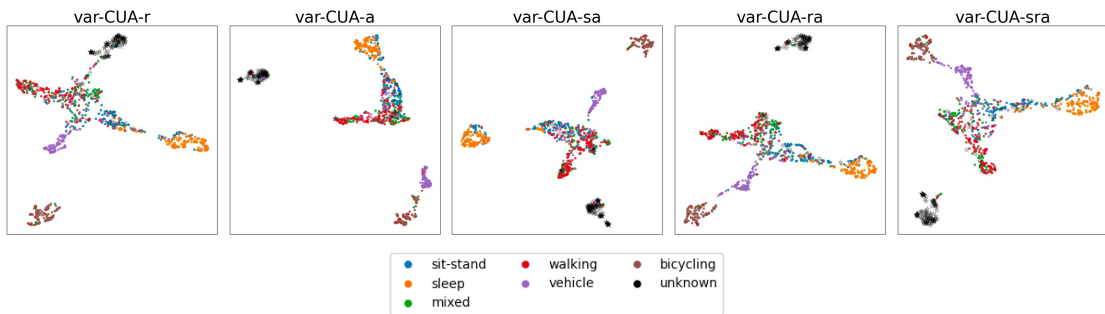 var-CUA-r var-CUA-a var-CUA-sa var-CUA-ra var-CUA-sra
sit-stand walking bicycling
sleep vehicle unknown
mixed